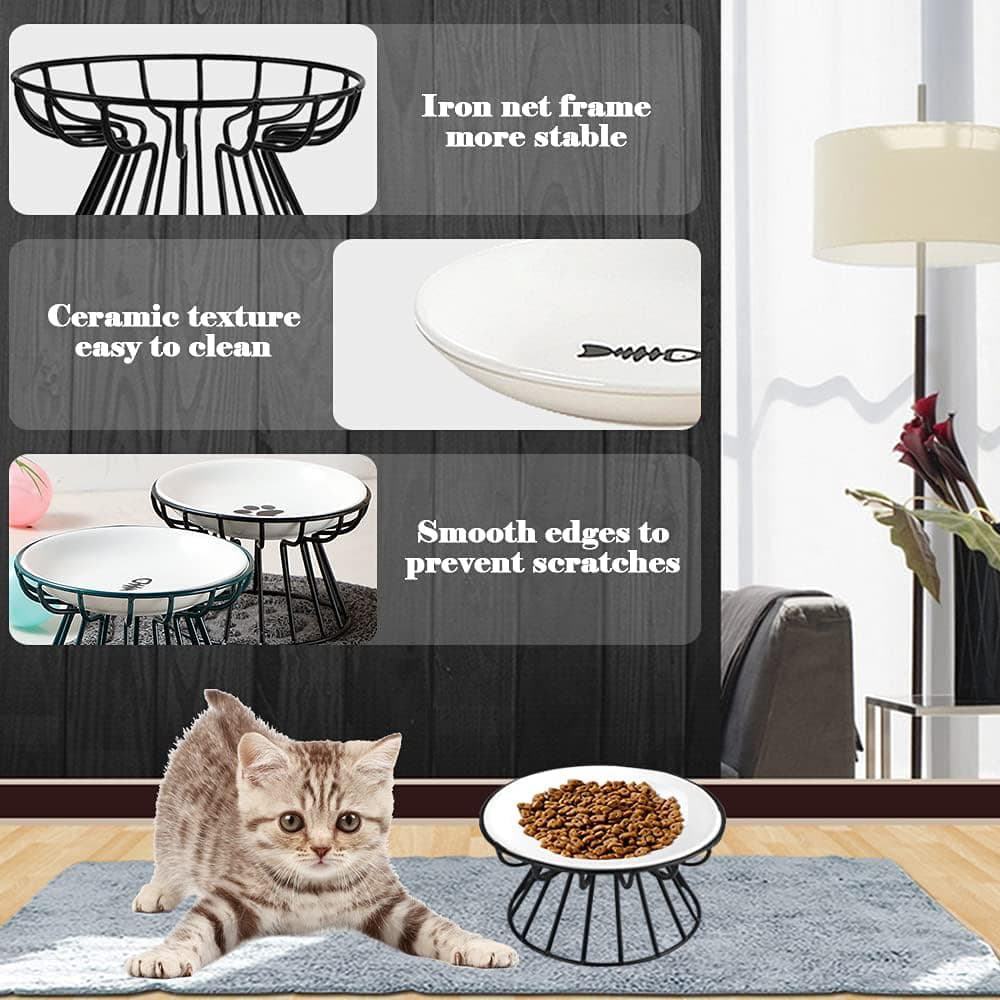 Iron net frame
more stable
Ceramic texture
easy to clean
Smooth edges to
prevent scratches